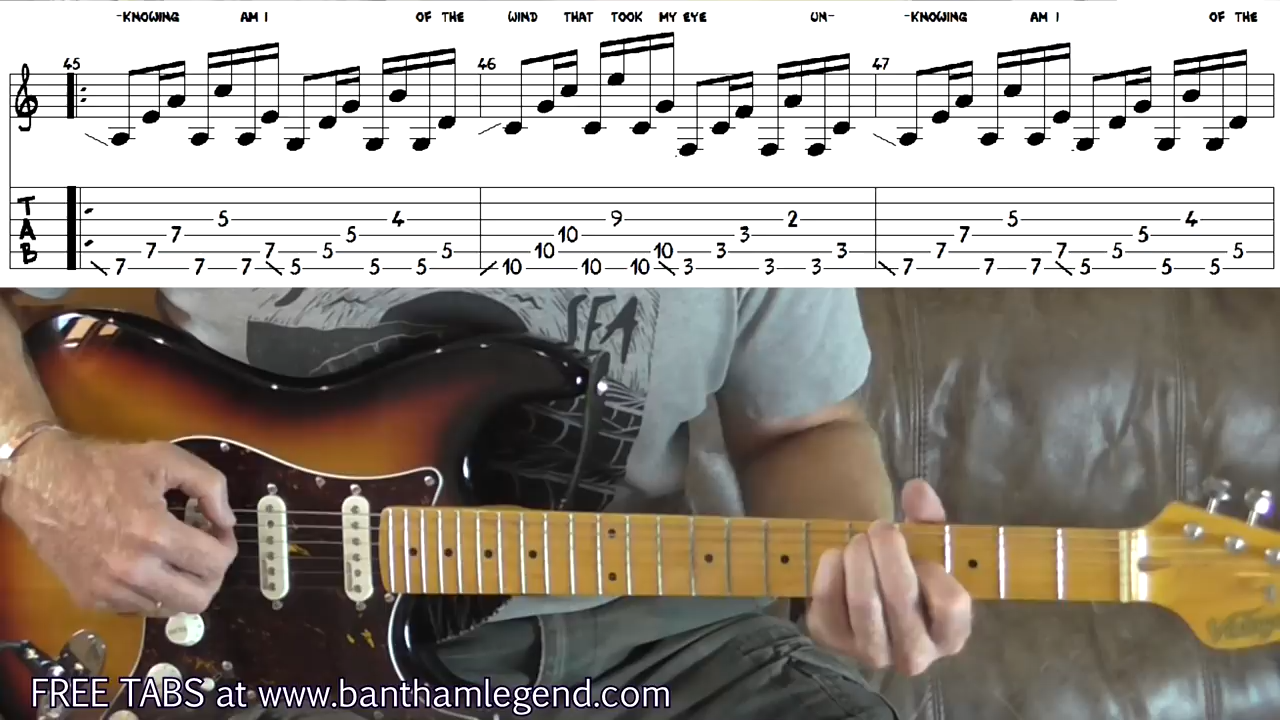 -KNOWING AM I OF THE WIND THAT TOOK MY EYE UN- -KNOWING AM I OF THE
45 46 47
T
A
B
5 4 9 2 5 4
7 5 10 3 7 5
7 7 5 5 10 10 3 3 7 7 5 5
7 7 7 5 5 5 10 10 10 3 3 3 7 7 7 5 5 5
SEA
FREE TABS at www.banthamlegend.com